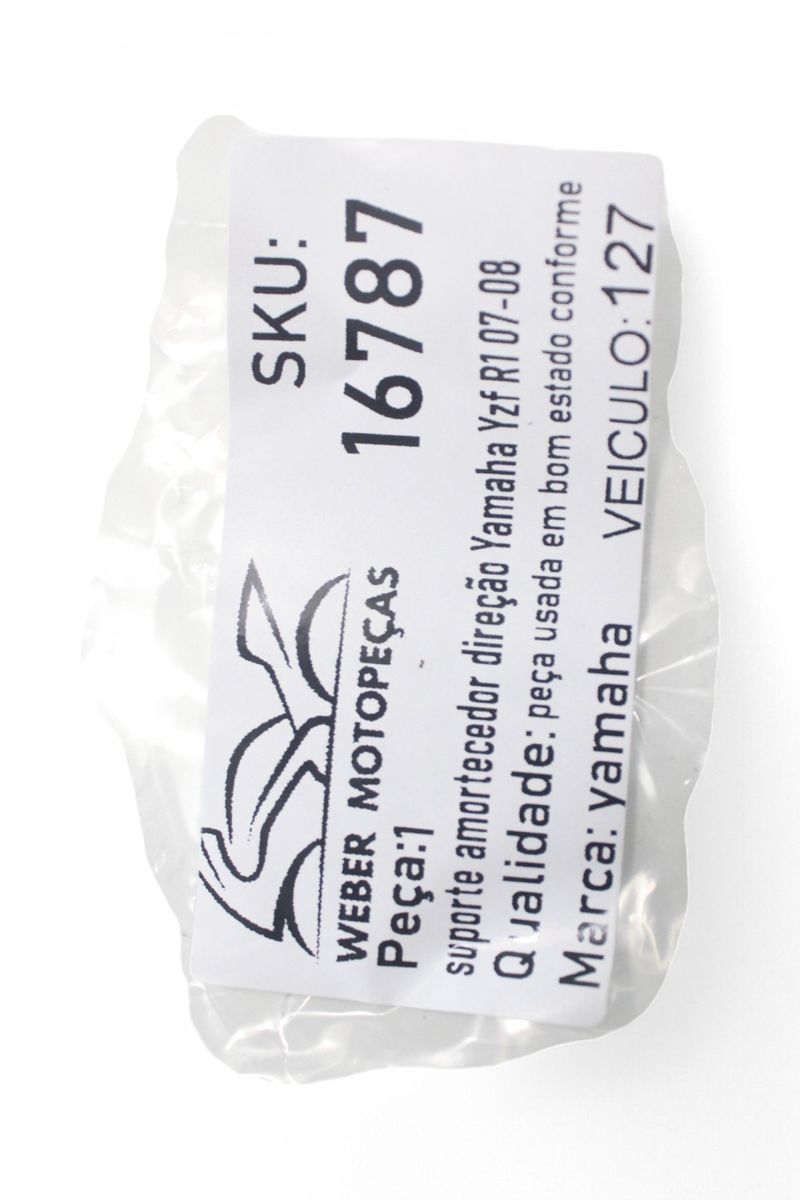 WEBER MOTOPEÇAS
SKU:
16787
Peça:1
suporte amortecedor direção Yamaha Yzf R1 07-08
Qualidade: peça usada em bom estado conforme
Marca: yamaha VEICULO:127